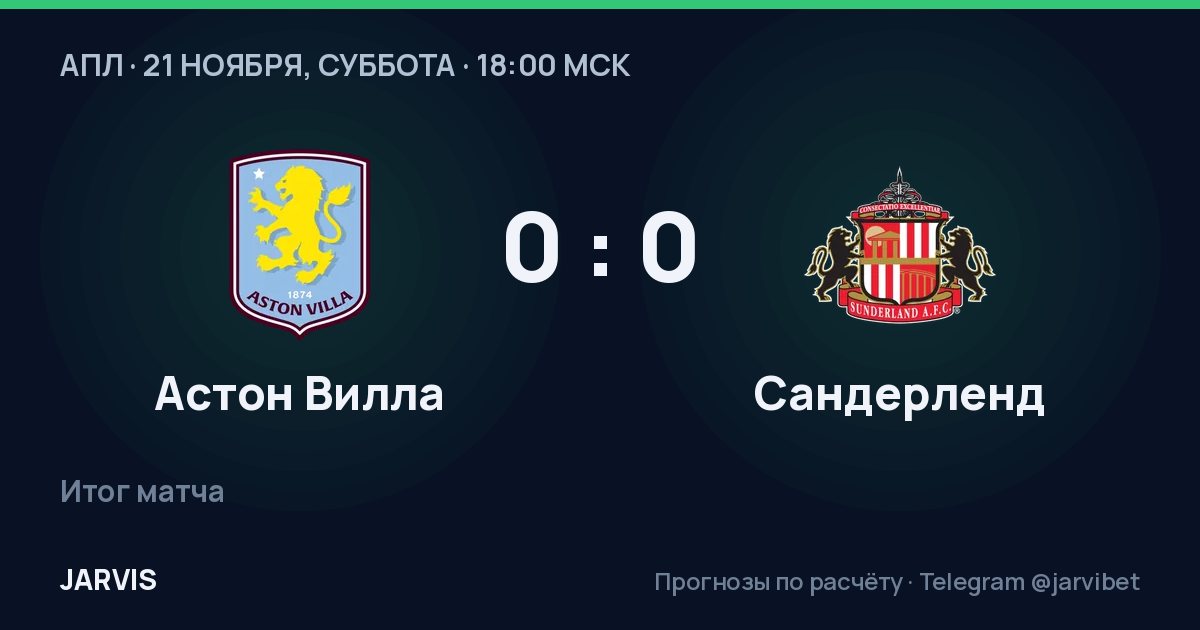 АПЛ · 21 НОЯБРЯ, СУББОТА · 18:00 МСК
1874
ASTON VILLA
0 : 0
CONSECTATIO EXCELLENTIAE
SUNDERLAND A.F.C.
Астон Вилла
Сандерленд
Итог матча
JARVIS
Прогнозы по расчёту · Telegram @jarvibet